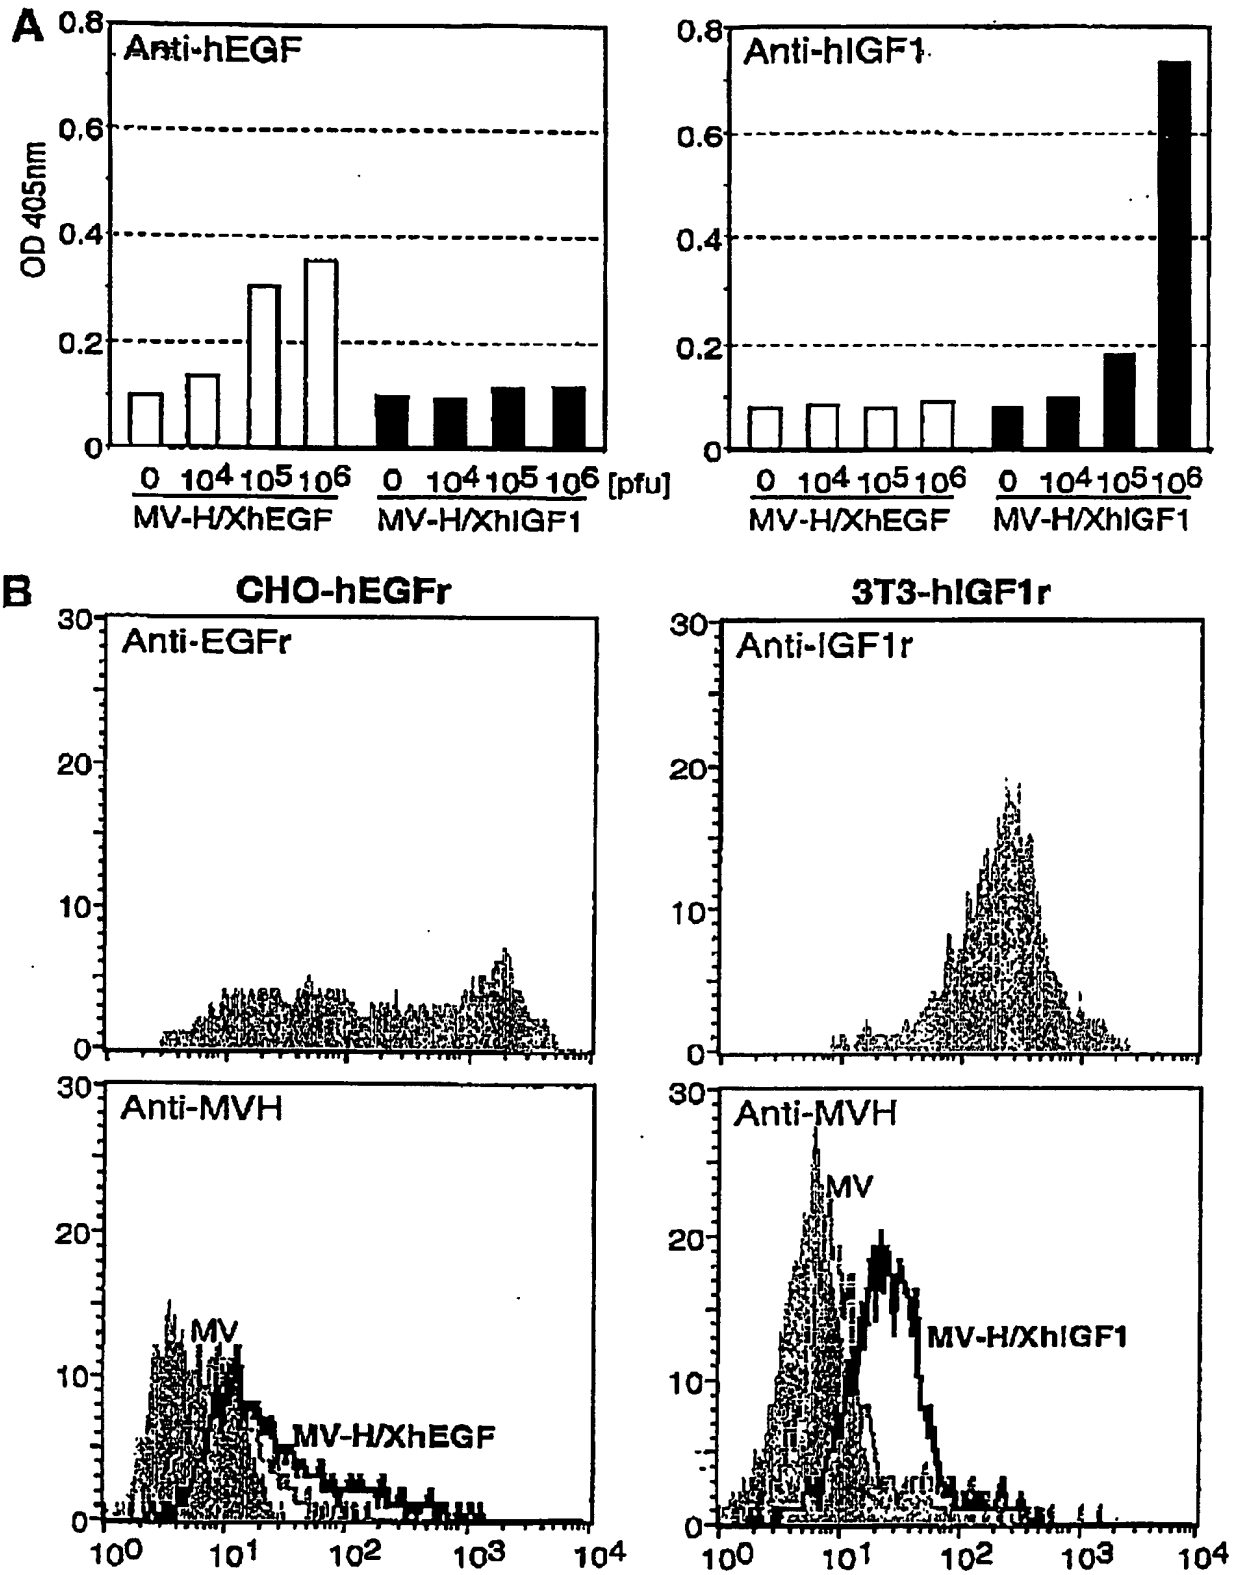 A
Anti-hEGF
Anti-hIGF1
OD 405nm
0.8
0.6
0.4
0.2
0
0.8
0.6
0.4
0.2
0
0 10⁴ 10⁵ 10⁶ 0 10⁴ 10⁵ 10⁶ [pfu]
MV-H/XhEGF MV-H/XhIGF1
0 10⁴ 10⁵ 10⁶ 0 10⁴ 10⁵ 10⁶
MV-H/XhEGF MV-H/XhIGF1
B
CHO-hEGFr
3T3-hIGF1r
30
20
10
0
Anti-EGFr
30
20
10
0
Anti-IGF1r
30
20
10
0
Anti-MVH
MV
MV-H/XhEGF
10⁰ 10¹ 10² 10³ 10⁴
30
20
10
0
Anti-MVH
MV
MV-H/XhIGF1
10⁰ 10¹ 10² 10³ 10⁴